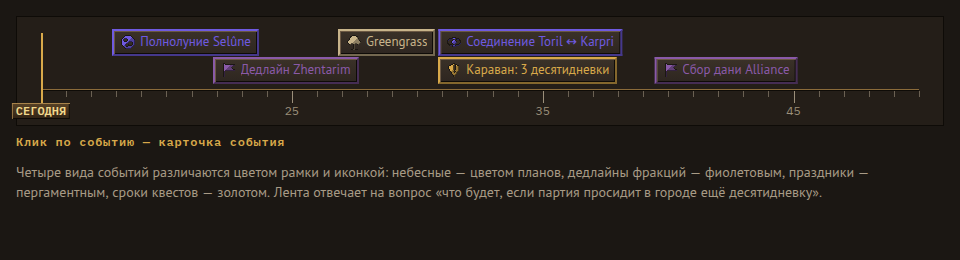 Полнолуние Selûne
Greengrass
Соединение Toril ↔ Karpri
Дедлайн Zhentarim
Караван: 3 десятидневки
Сбор дани Alliance
СЕГОДНЯ
25
35
45
Клик по событию — карточка события
Четыре вида событий различаются цветом рамки и иконкой: небесные — цветом планов, дедлайны фракций — фиолетовым, праздники —
пергаментным, сроки квестов — золотом. Лента отвечает на вопрос «что будет, если партия просидит в городе ещё десятидневку».